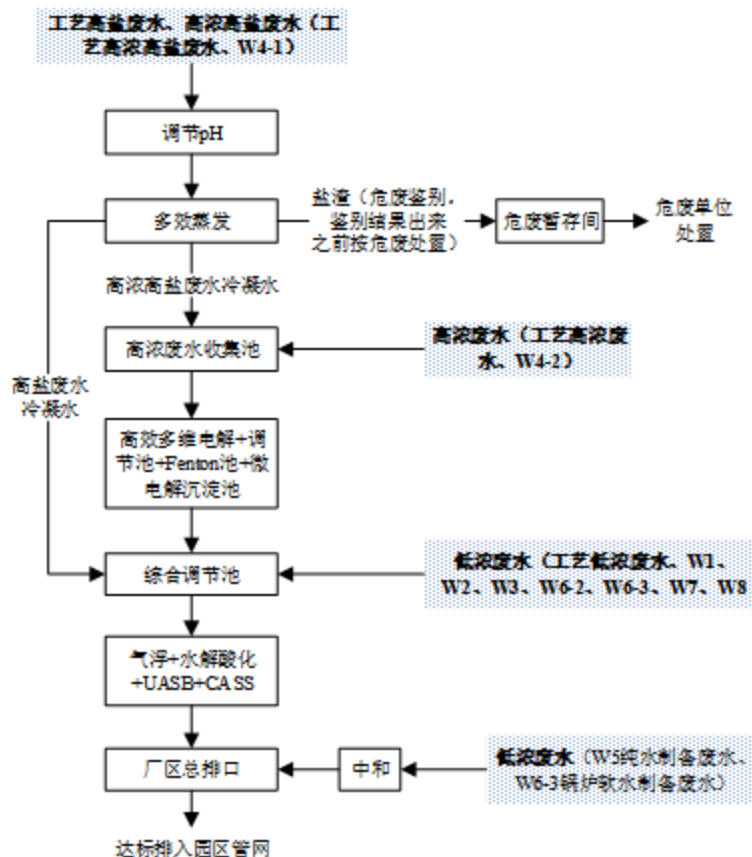 工艺高盐废水、高浓高盐废水（工
艺高浓高盐废水、W4-1）
调节pH
多效蒸发
盐渣（危废鉴别，
鉴别结果出来
之前按危废处置）
危废暂存间
危废单位
处置
高浓高盐废水冷凝水
高浓废水收集池
高浓废水（工艺高浓废
水、W4-2）
高盐废水
冷凝水
高效多维电解+调
节池+Fenton池+微
电解沉淀池
综合调节池
低浓废水（工艺低浓废水、W1、
W2、W3、W6-2、W6-3、W7、W8
气浮+水解酸化
+UASB+CASS
厂区总排口
中和
低浓废水（W5纯水制备废水、
W6-3锅炉软水制备废水）
达标排入园区管网